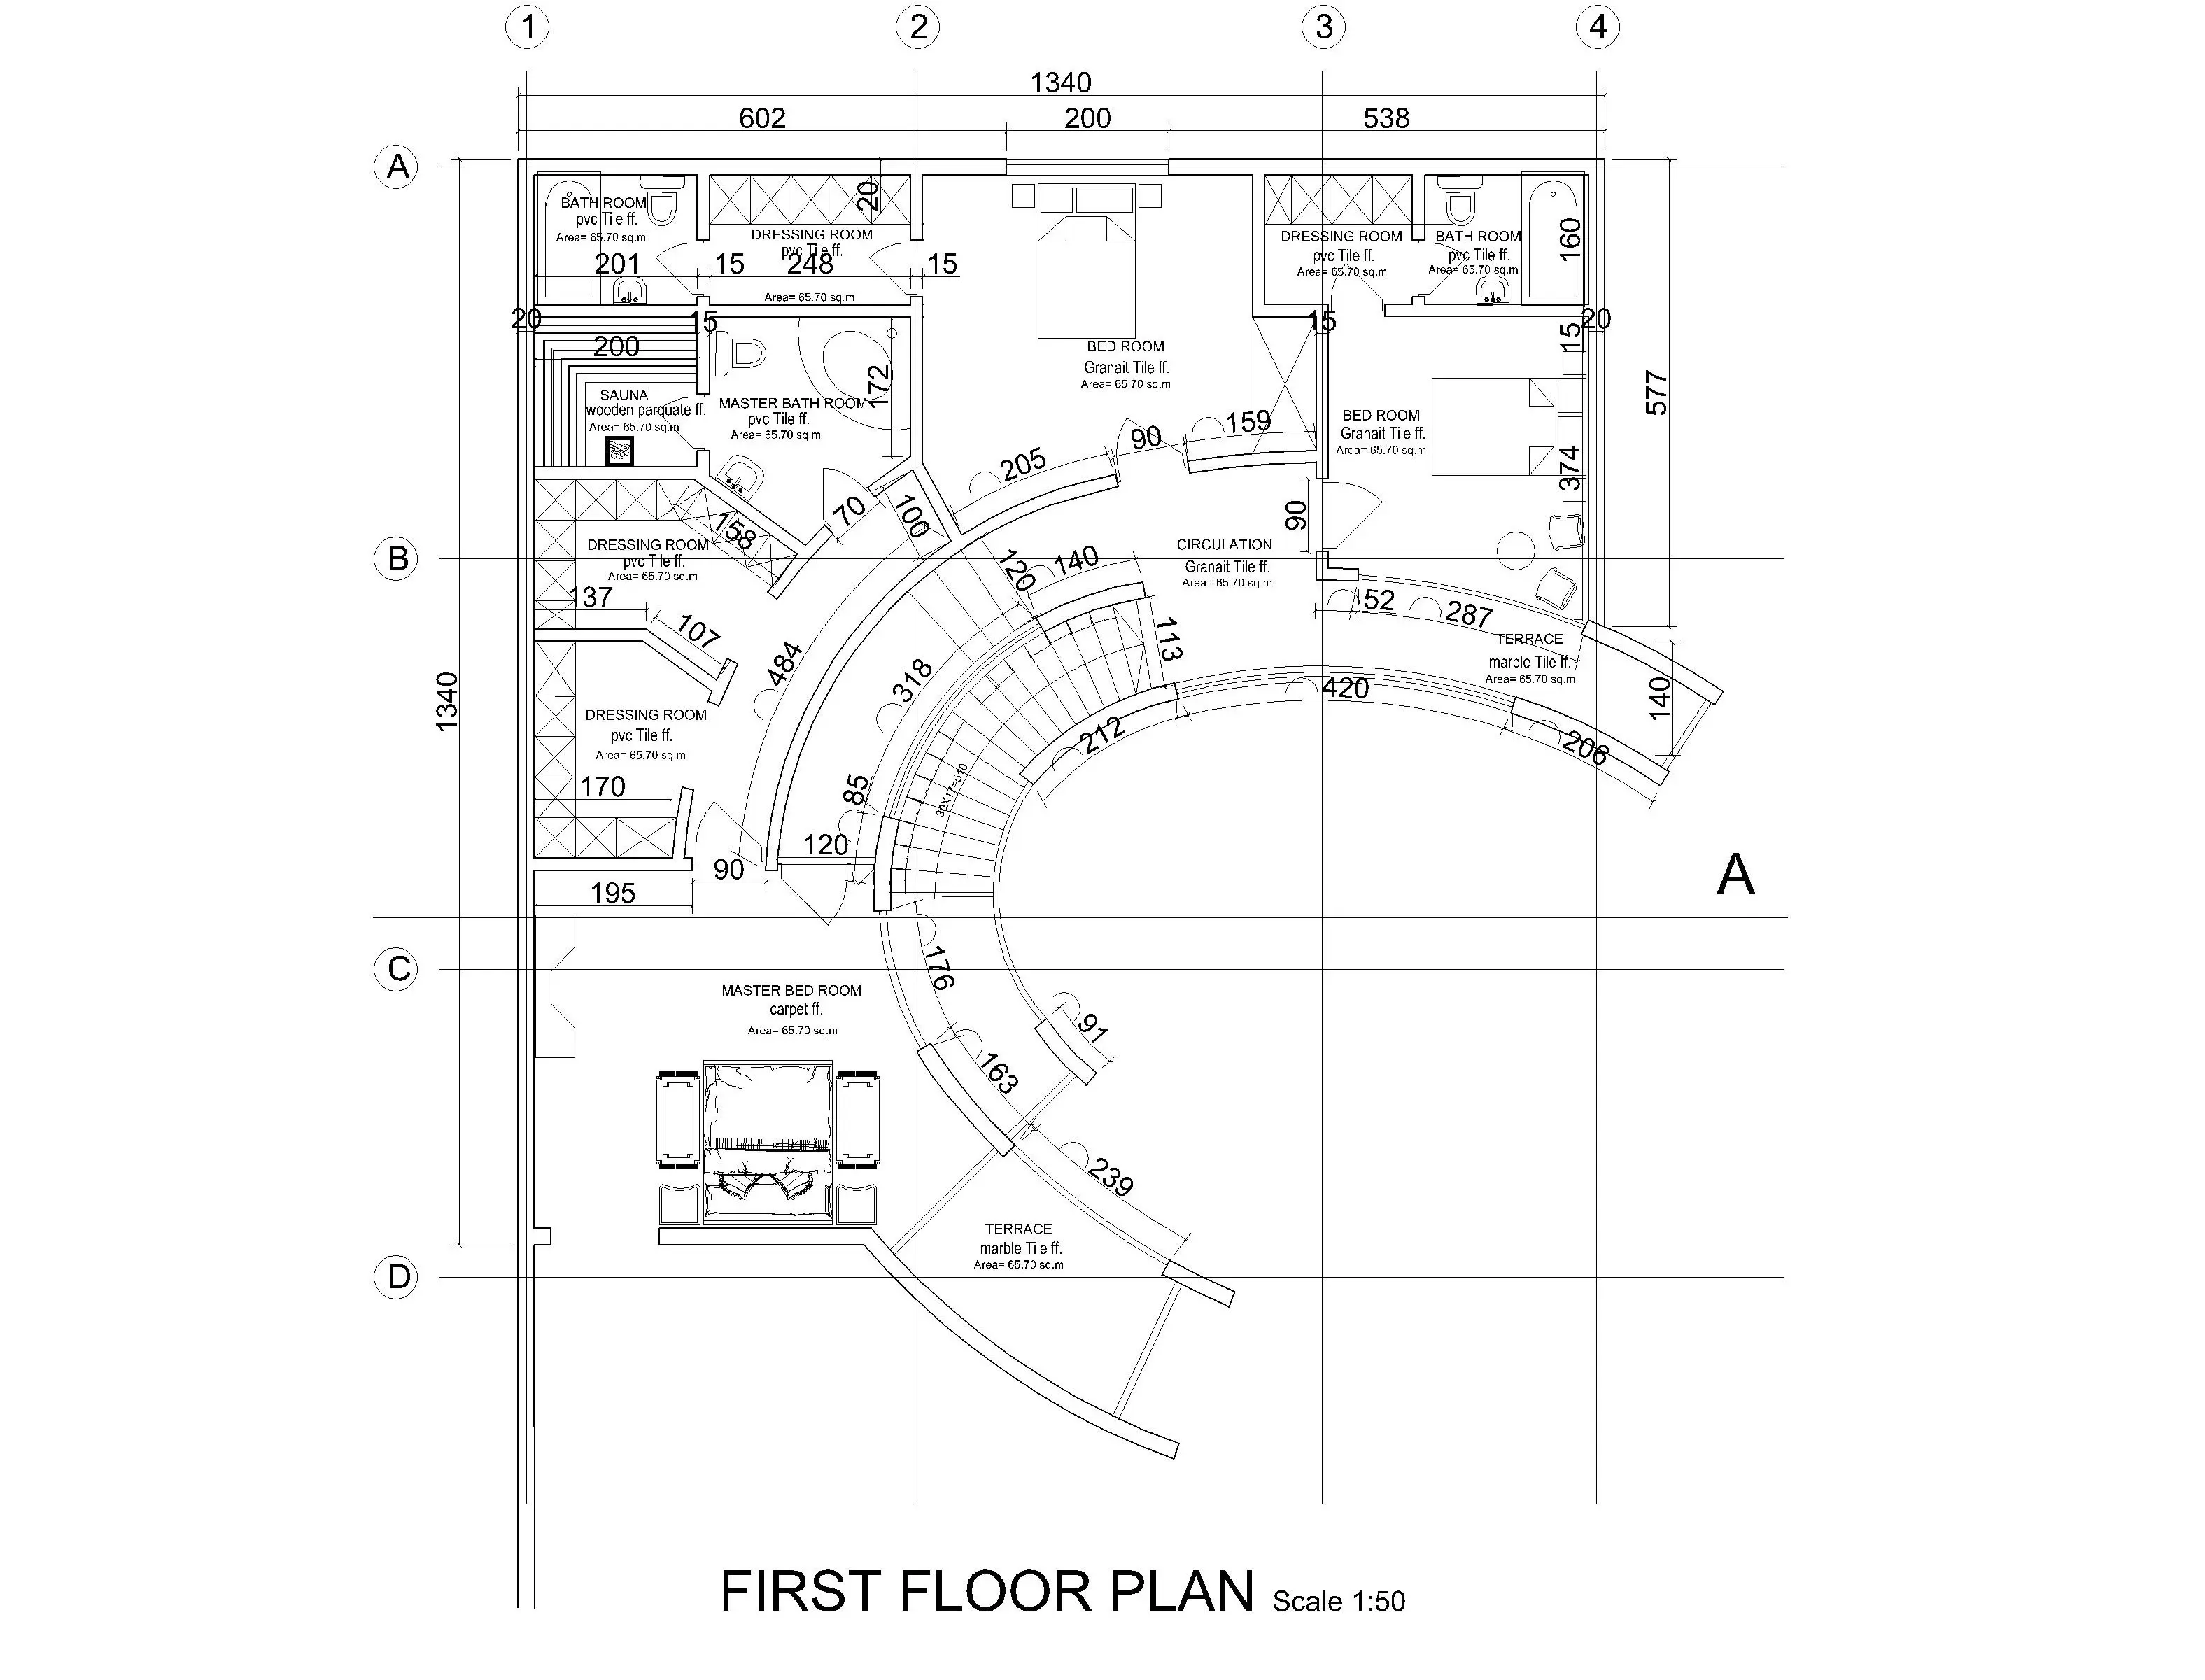 1 2 3 4
1340
602 200 538
A
20
BATH ROOM
pvc Tile ff.
Area= 65.70 sq.m
DRESSING ROOM
pvc Tile ff.
Area= 65.70 sq.m
201 15 248 15
DRESSING ROOM
pvc Tile ff.
Area= 65.70 sq.m
BATH ROOM
pvc Tile ff.
Area= 65.70 sq.m
160
20 15 15 15 20
200
172
577
SAUNA
wooden parquate ff.
Area= 65.70 sq.m
MASTER BATH ROOM
pvc Tile ff.
Area= 65.70 sq.m
BED ROOM
Granait Tile ff.
Area= 65.70 sq.m
BED ROOM
Granait Tile ff.
Area= 65.70 sq.m
374
205 90 159
70 100
158
90
B
DRESSING ROOM
pvc Tile ff.
Area= 65.70 sq.m
CIRCULATION
Granait Tile ff.
Area= 65.70 sq.m
120 140
137
107
52 287
113
TERRACE
marble Tile ff.
Area= 65.70 sq.m
1340
484
318
420
140
212
206
DRESSING ROOM
pvc Tile ff.
Area= 65.70 sq.m
170
85
30X17=510
120
90
195
A
C
176
MASTER BED ROOM
carpet ff.
Area= 65.70 sq.m
91
163
239
TERRACE
marble Tile ff.
Area= 65.70 sq.m
D
FIRST FLOOR PLAN Scale 1:50